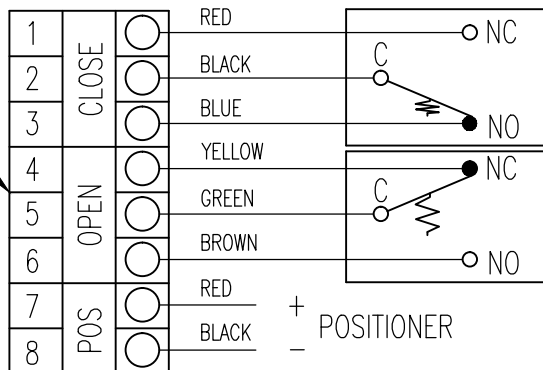 1 RED NC
2 CLOSE BLACK C
3 BLUE NO
4 YELLOW NC
5 OPEN GREEN C
6 BROWN NO
7 RED +
POS POSITIONER
8 BLACK −